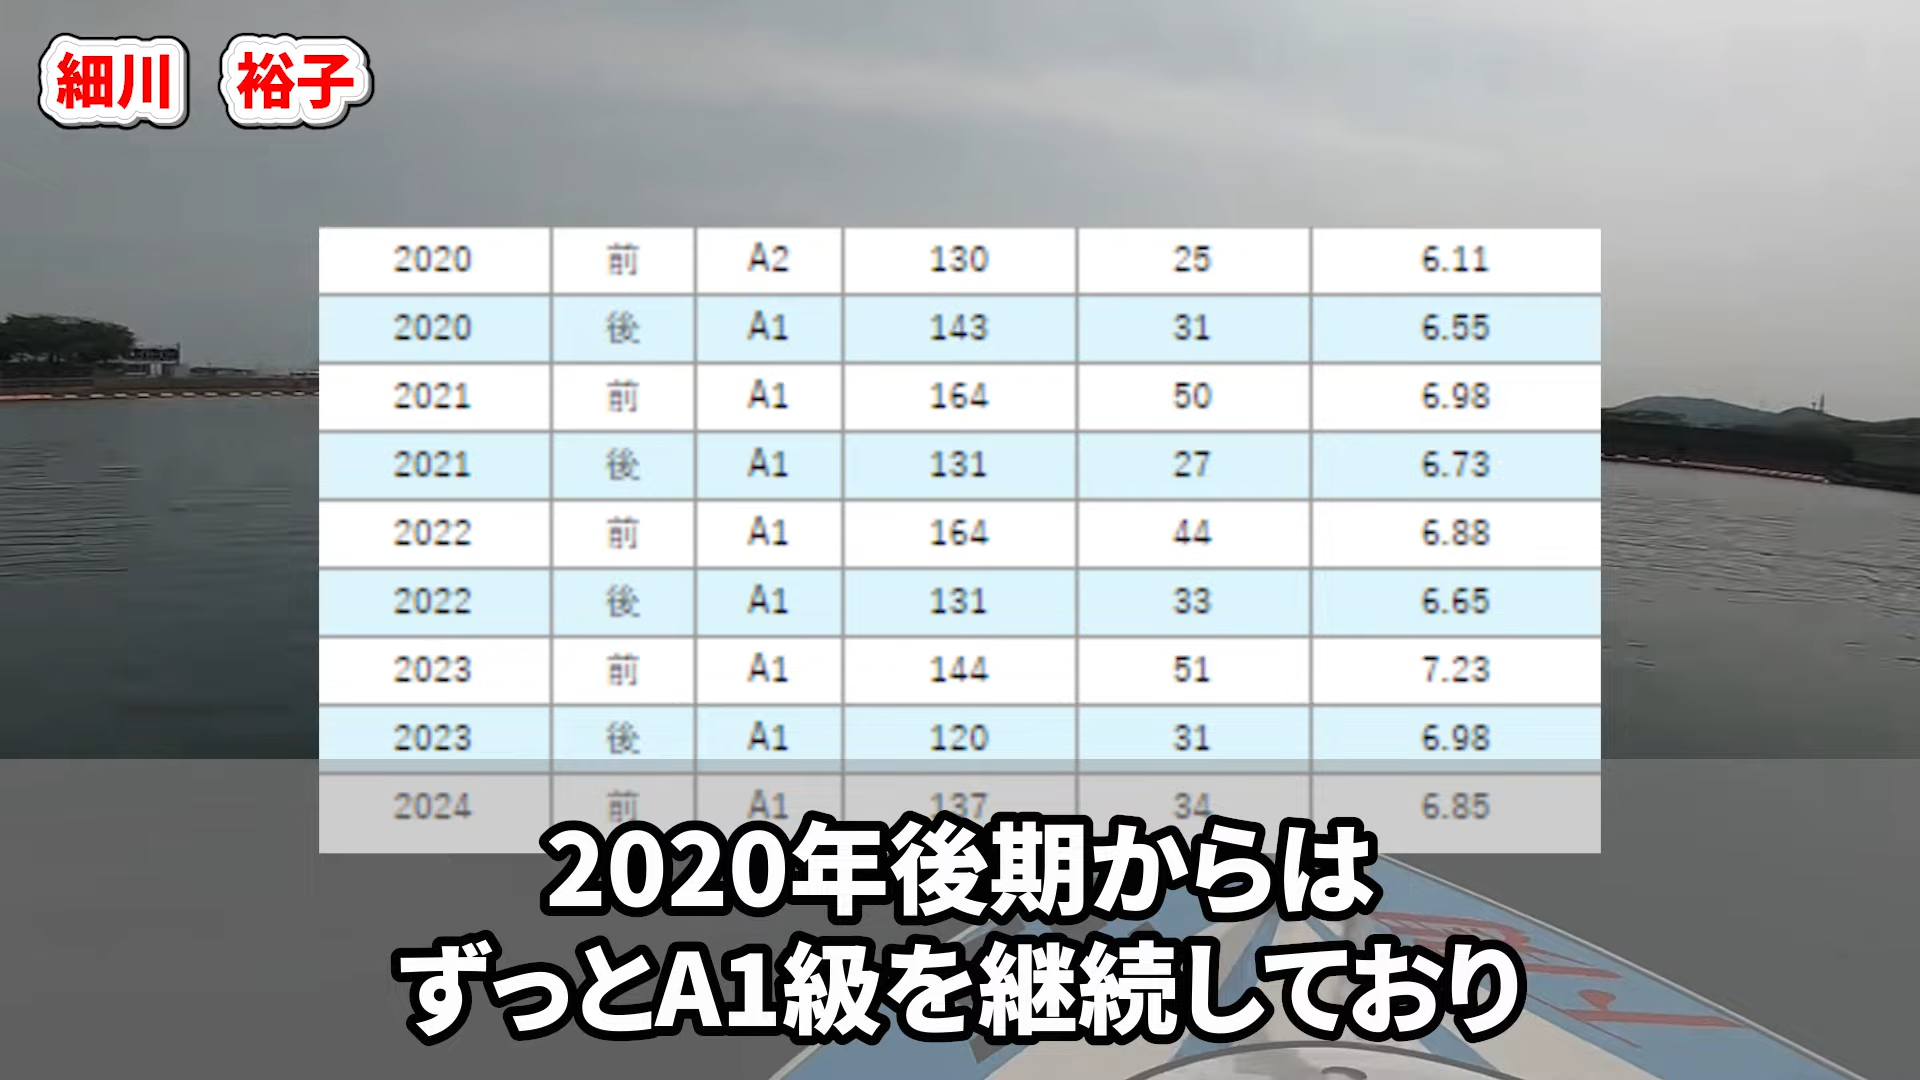 細川 裕子
2020 前 A2 130 25 6.11
2020 後 A1 143 31 6.55
2021 前 A1 164 50 6.98
2021 後 A1 131 27 6.73
2022 前 A1 164 44 6.88
2022 後 A1 131 33 6.65
2023 前 A1 144 51 7.23
2023 後 A1 120 31 6.98
2024 前 A1 137 34 6.85
2020年後期からは
ずっとA1級を継続しており